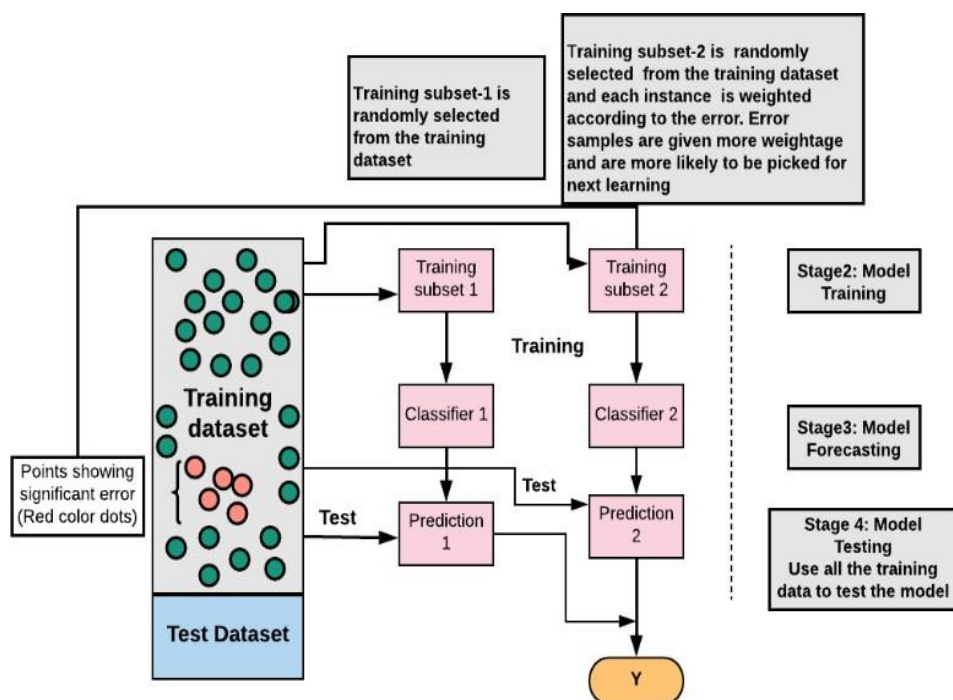 Training subset-1 is
randomly selected
from the training
dataset
Training subset-2 is randomly
selected from the training dataset
and each instance is weighted
according to the error. Error
samples are given more weightage
and are more likely to be picked for
next learning
Training
subset 1
Training
subset 2
Stage2: Model
Training
Training
Training
dataset
Classifier 1
Classifier 2
Stage3: Model
Forecasting
Points showing
significant error
(Red color dots)
Test
Test
Prediction
1
Prediction
2
Stage 4: Model
Testing
Use all the training
data to test the model
Test Dataset
Y